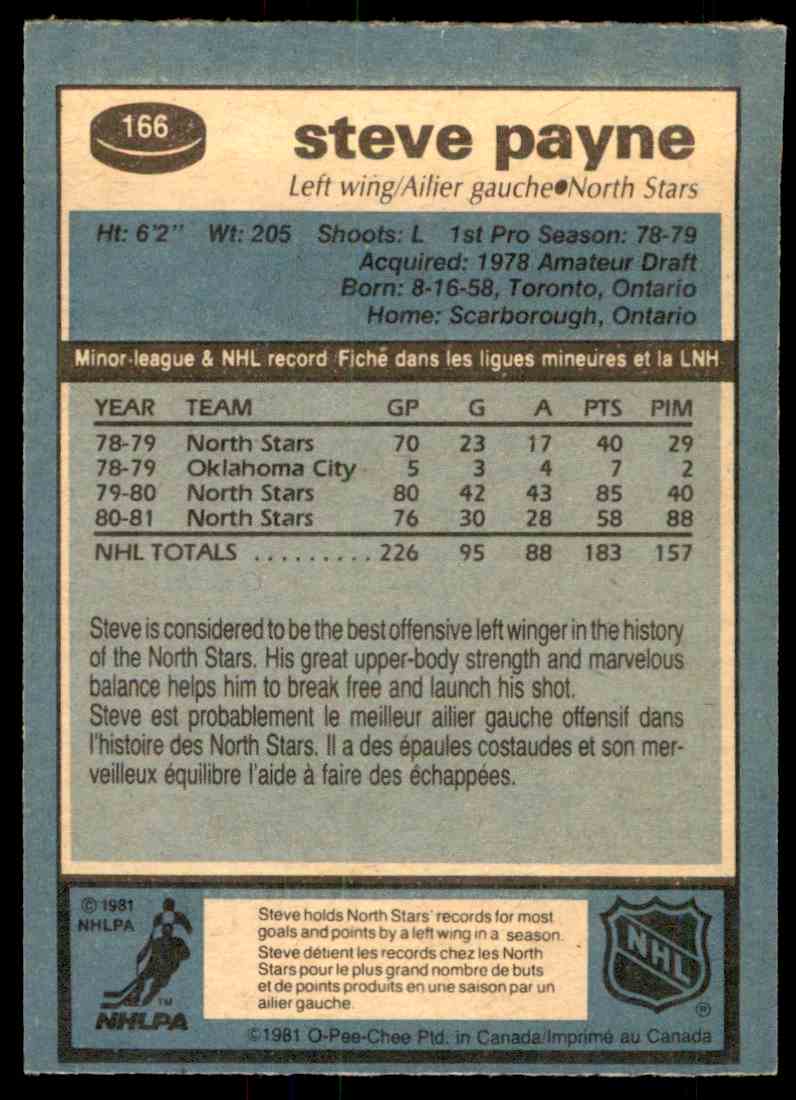 166
steve payne
Left wing/Ailier gauche●North Stars
Ht: 6'2" Wt: 205 Shoots: L 1st Pro Season: 78-79
Acquired: 1978 Amateur Draft
Born: 8-16-58, Toronto, Ontario
Home: Scarborough, Ontario
Minor-league & NHL record Fiché dans les ligues mineures et la LNH
YEAR TEAM GP G A PTS PIM
78-79 North Stars 70 23 17 40 29
78-79 Oklahoma City 5 3 4 7 2
79-80 North Stars 80 42 43 85 40
80-81 North Stars 76 30 28 58 88
NHL TOTALS ......... 226 95 88 183 157
Steve is considered to be the best offensive left winger in the history
of the North Stars. His great upper-body strength and marvelous
balance helps him to break free and launch his shot.
Steve est probablement le meilleur ailier gauche offensif dans
l'histoire des North Stars. Il a des épaules costaudes et son mer-
veilleux équilibre l'aide à faire des échappées.
© 1981
NHLPA
TM
NHLPA
Steve holds North Stars' records for most
goals and points by a left wing in a season.
Steve détient les records chez les North
Stars pour le plus grand nombre de buts
et de points produits en une saison par un
ailier gauche.
NHL
®
©1981 O-Pee-Chee Ptd. in Canada/Imprimé au Canada